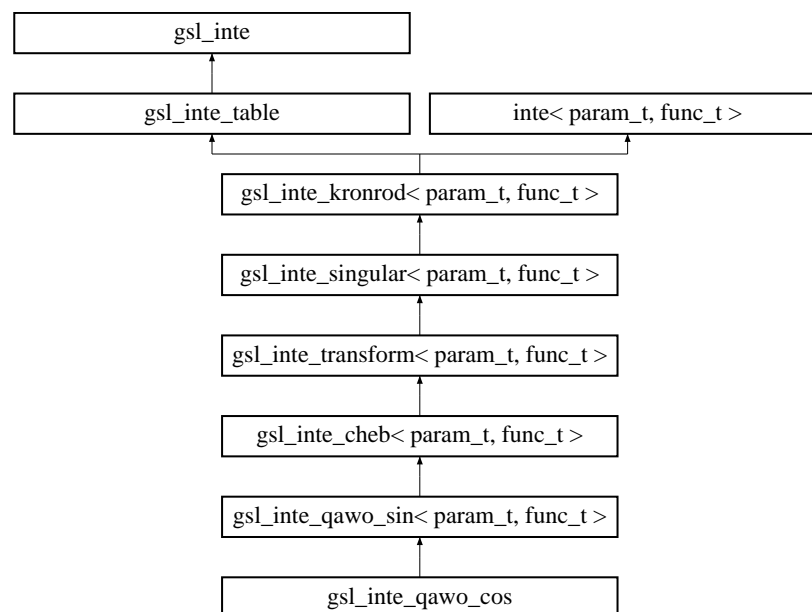 gsl_inte
gsl_inte_table
inte< param_t, func_t >
gsl_inte_kronrod< param_t, func_t >
gsl_inte_singular< param_t, func_t >
gsl_inte_transform< param_t, func_t >
gsl_inte_cheb< param_t, func_t >
gsl_inte_qawo_sin< param_t, func_t >
gsl_inte_qawo_cos